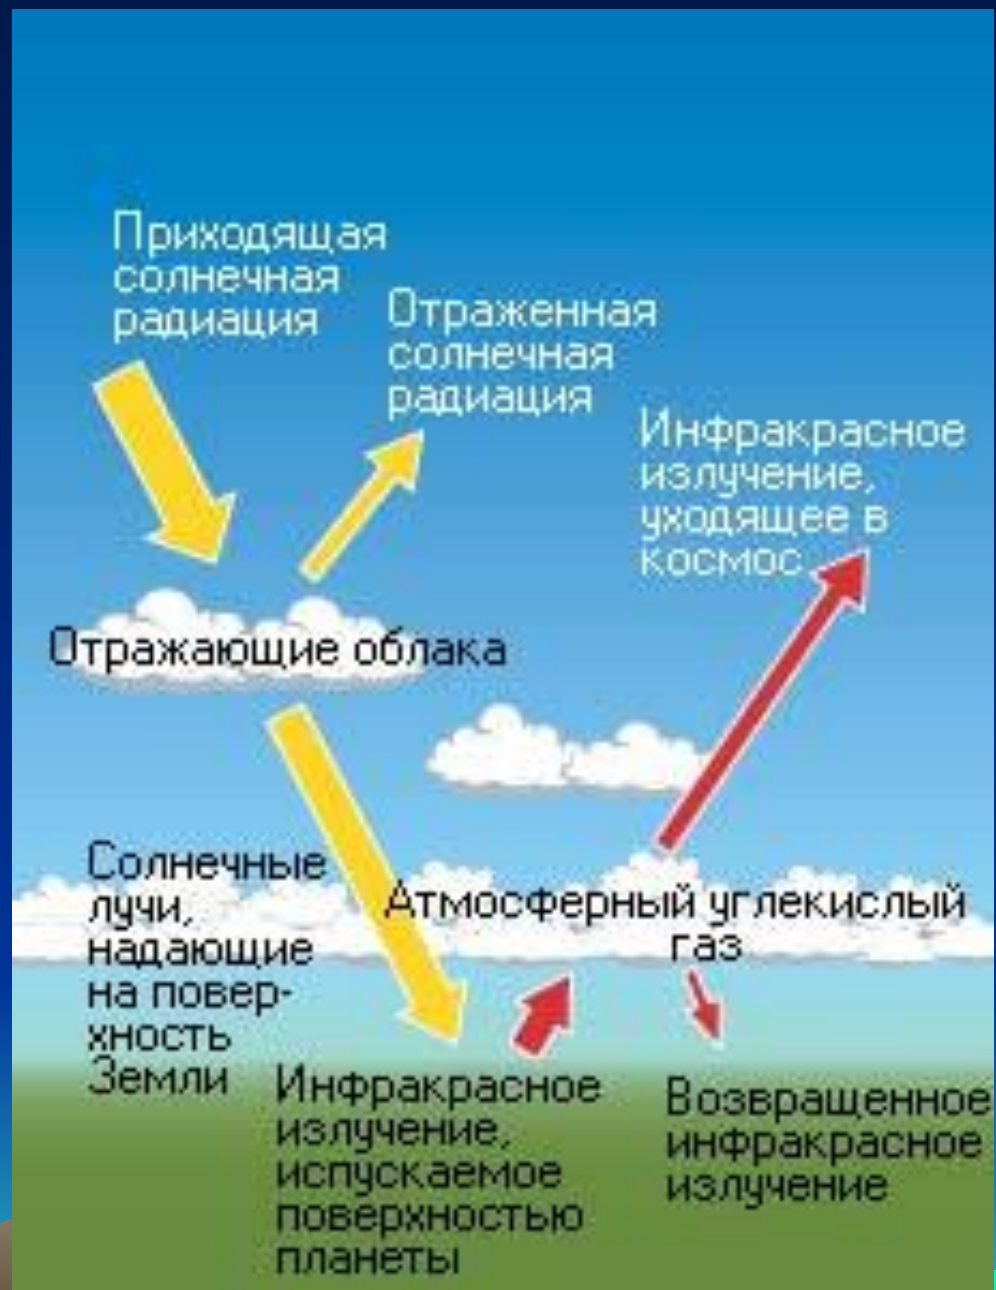 Приходящая
солнечная
радиация
Отраженная
солнечная
радиация
Инфракрасное
излучение,
уходящее в
космос
Отражающие облака
Солнечные
лучи,
надающие
на повер-
хность
Земли
Атмосферный углекислый
газ
Инфракрасное
излучение,
испускаемое
поверхностью
планеты
Возвращенное
инфракрасное
излучение